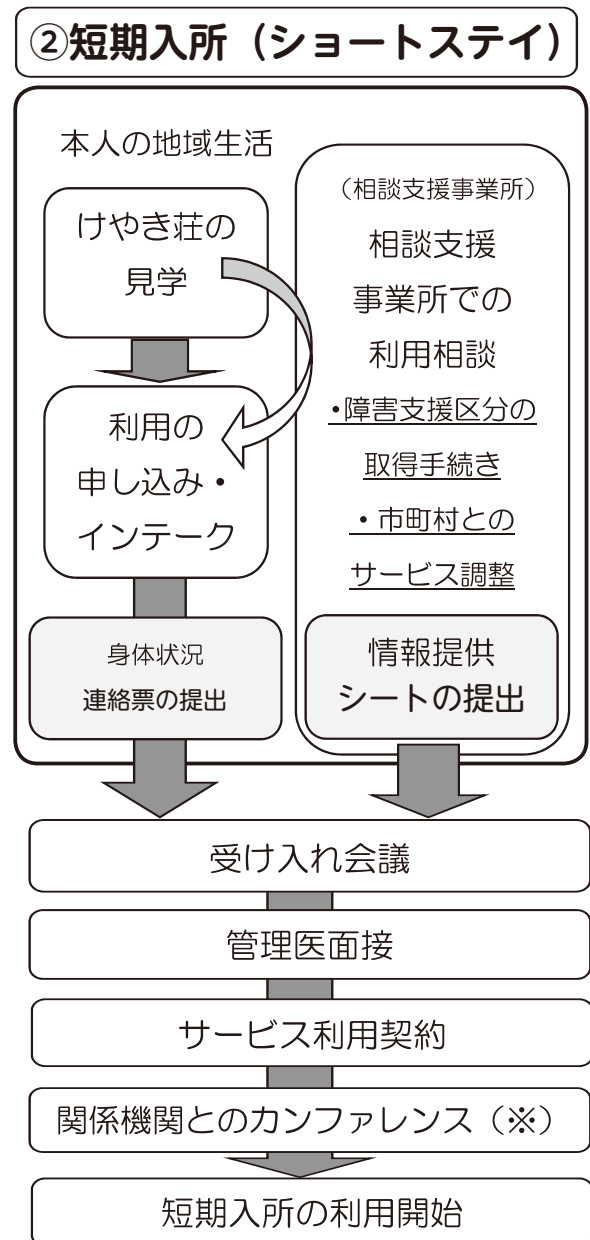 ②短期入所（ショートステイ）
本人の地域生活
けやき荘の
見学
利用の
申し込み・
インテーク
身体状況
連絡票の提出
（相談支援事業所）
相談支援
事業所での
利用相談
・障害支援区分の
取得手続き
・市町村との
サービス調整
情報提供
シートの提出
受け入れ会議
管理医面接
サービス利用契約
関係機関とのカンファレンス（※）
短期入所の利用開始